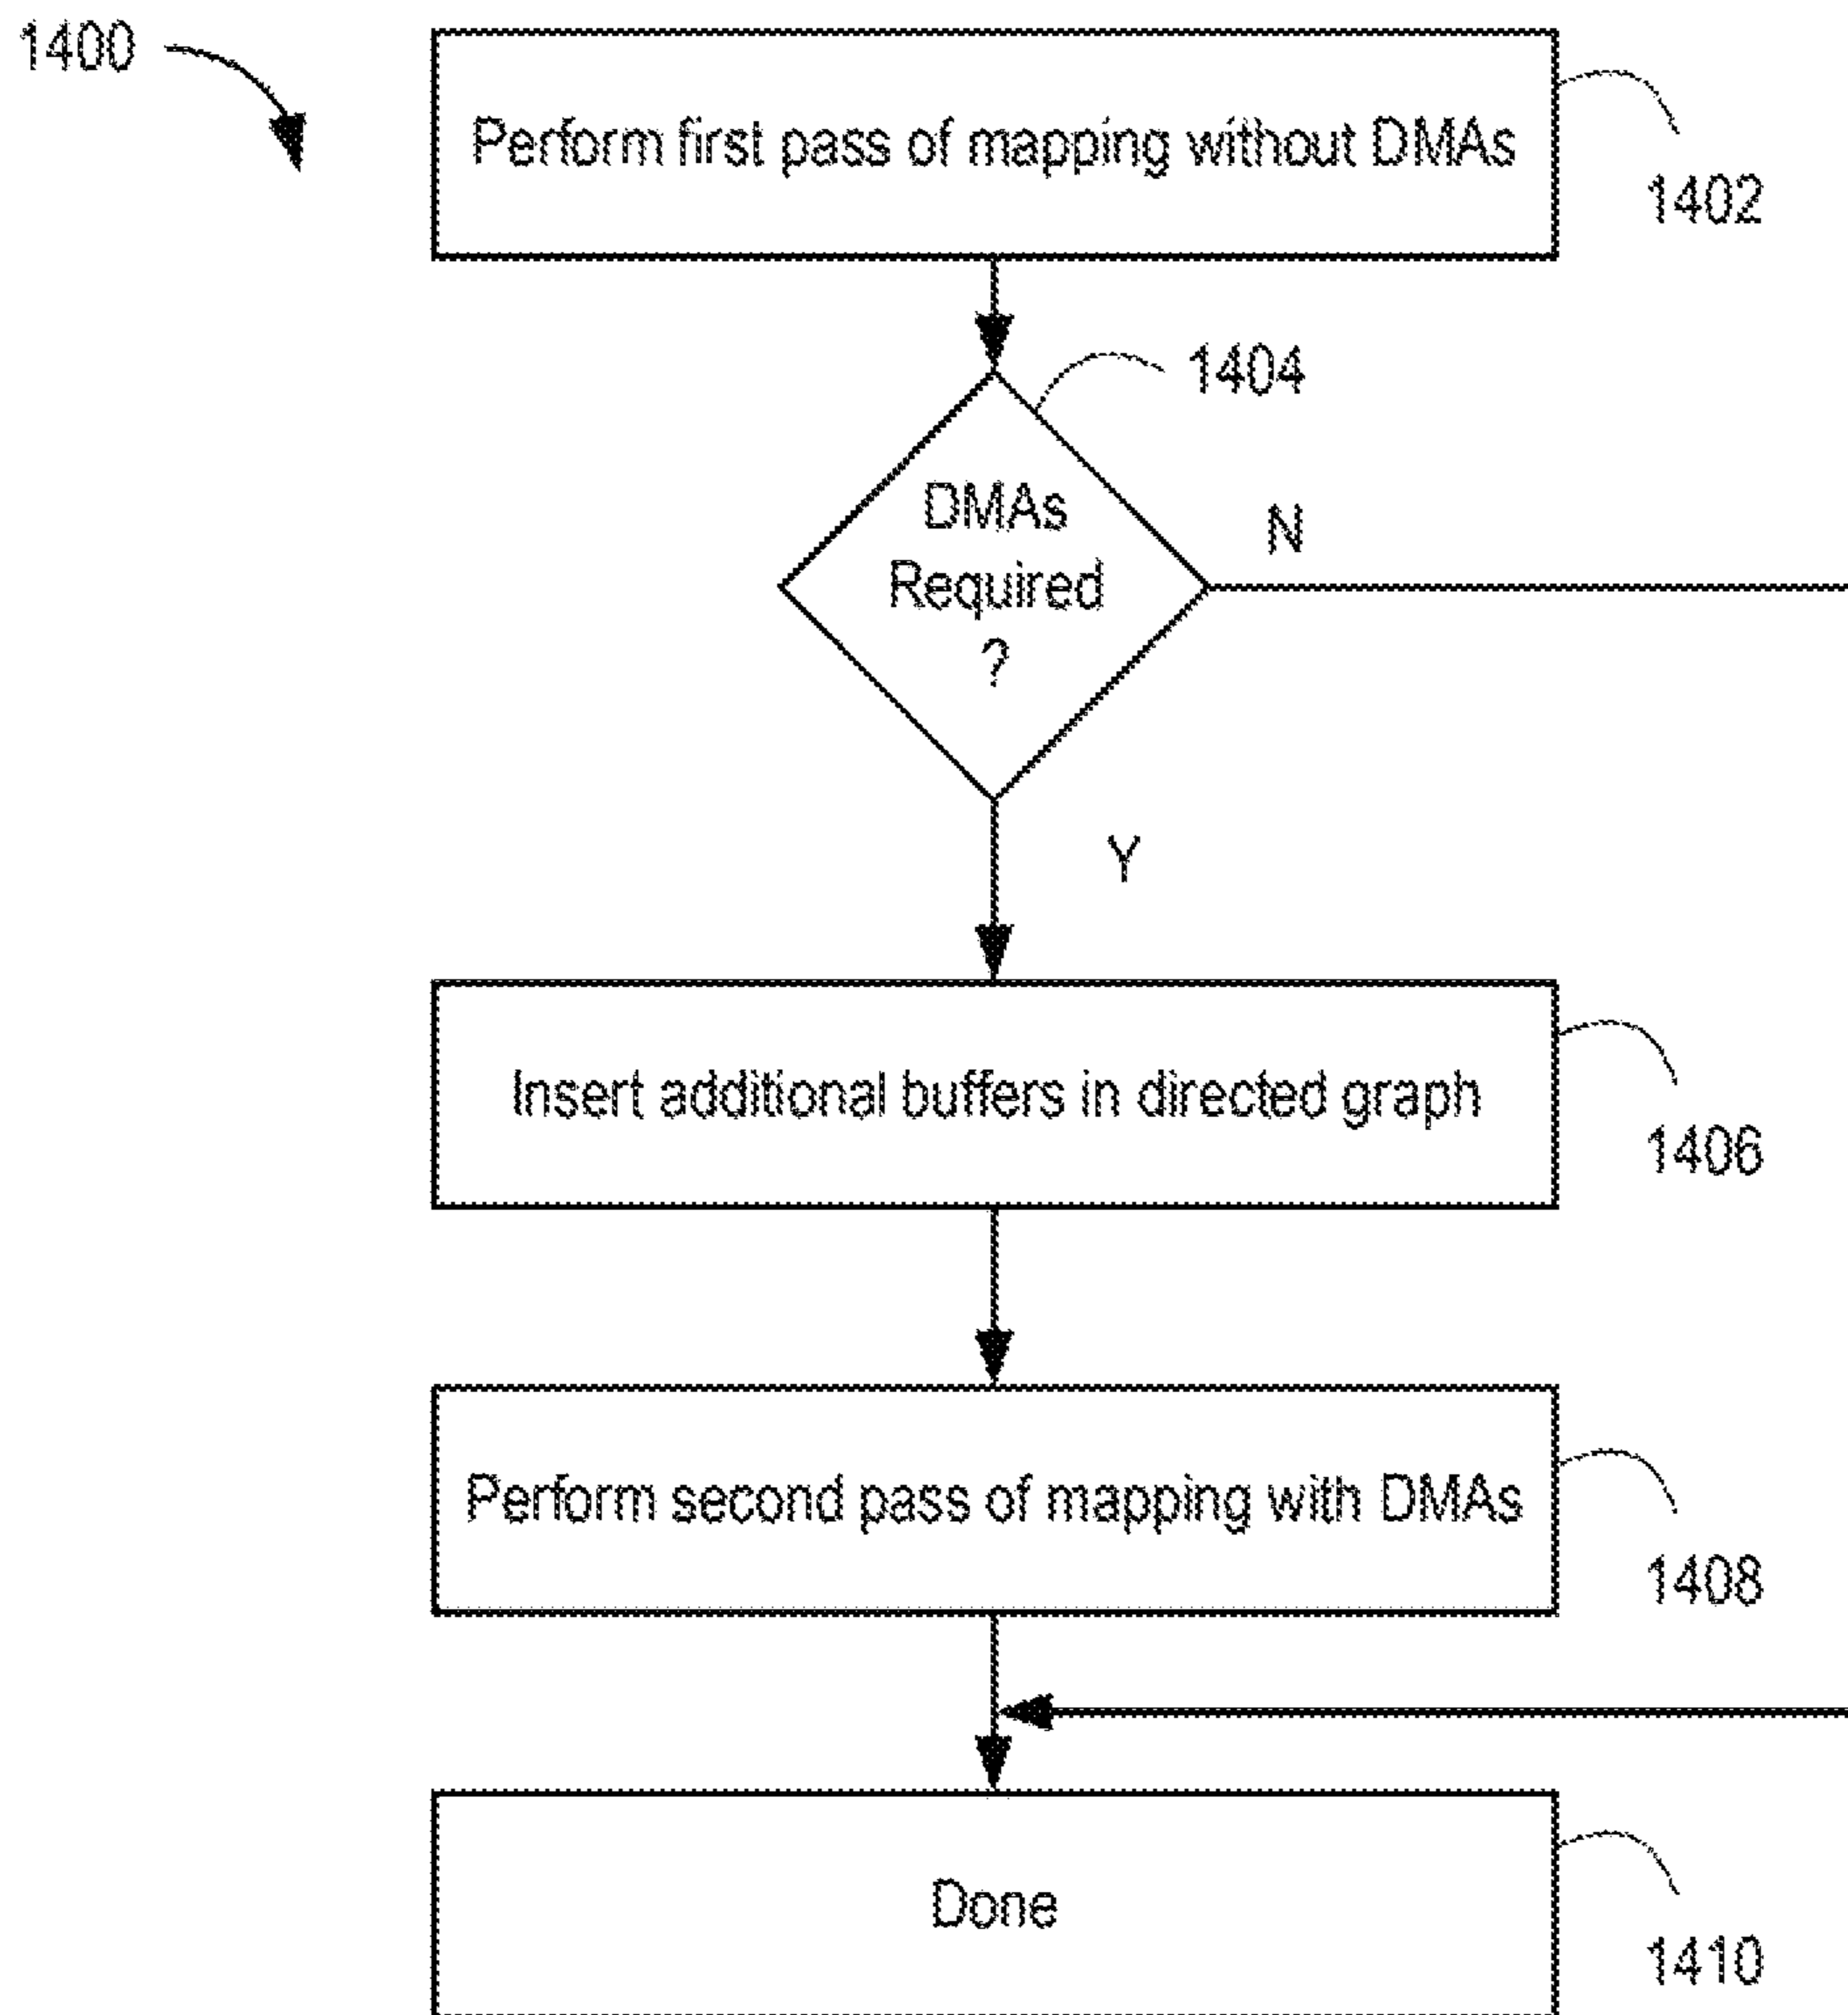 1400
Perform first pass of mapping without DMAs
1402
1404
DMAs
Required
?
N
Y
Insert additional buffers in directed graph
1406
Perform second pass of mapping with DMAs
1408
Done
1410